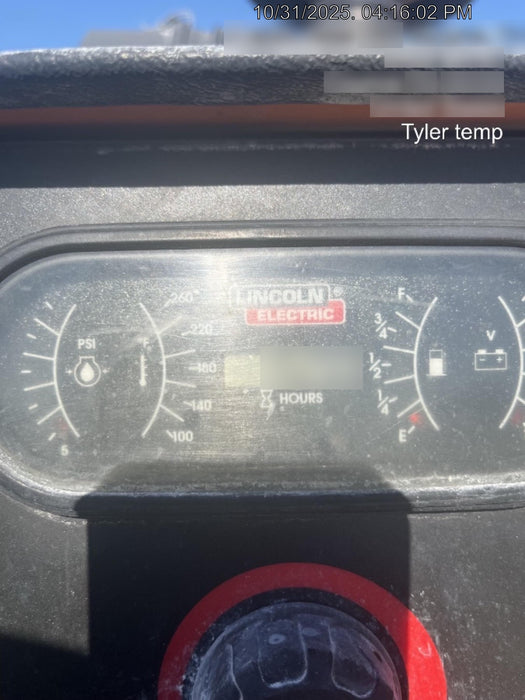 10/31/2025. 04:16:02 PM
Tyler temp
LINCOLN®
ELECTRIC
PSI
5
°F
260
220
180
140
100
HOURS
F
3/4
1/2
1/4
E
V